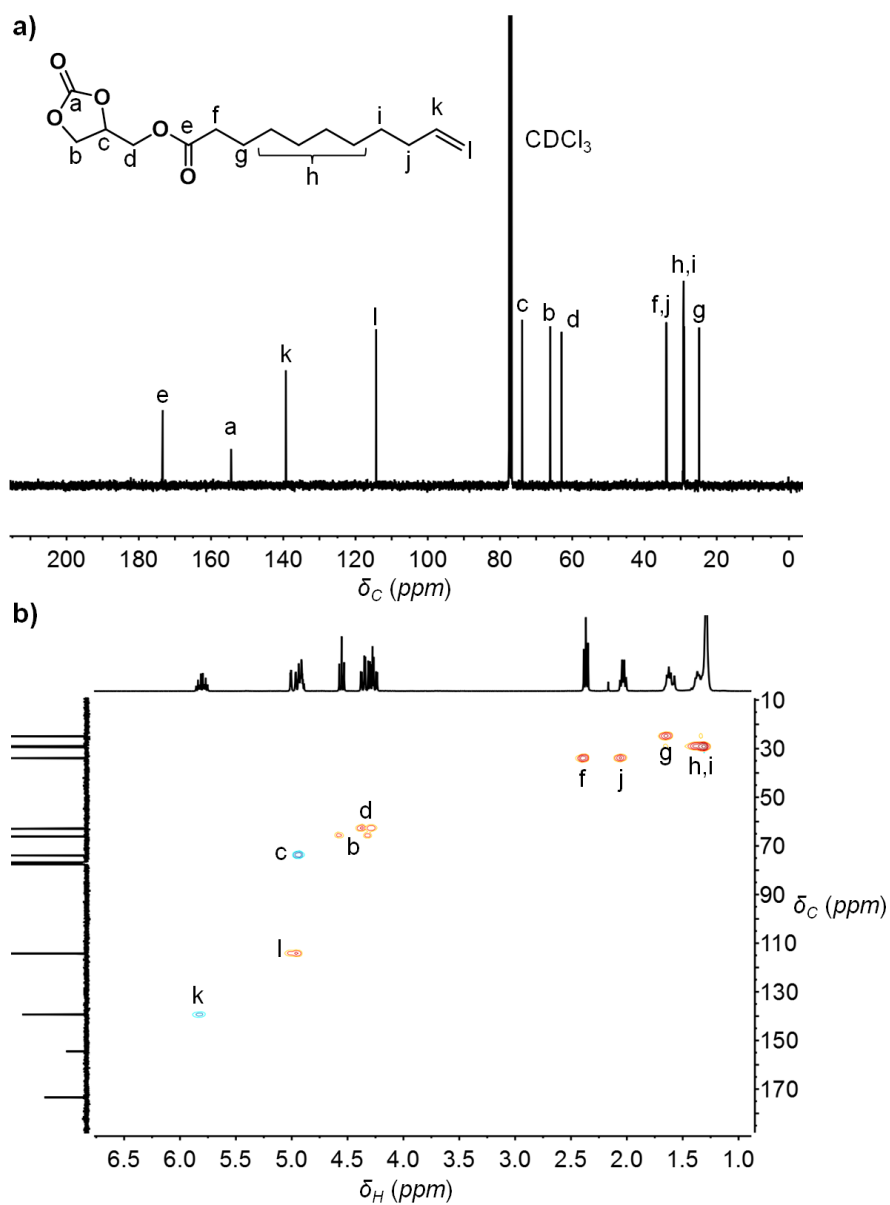 a)
O
a
O
O
b
c
d
O
e
O
f
g
h
i
j
k
l
CDCl3
e
a
k
l
c
b
d
f,j
h,i
g
200 180 160 140 120 100 80 60 40 20 0
δC (ppm)
b)
10
30
50
70
90
110
130
150
170
δC (ppm)
f
j
g
h,i
d
b
c
l
k
6.5 6.0 5.5 5.0 4.5 4.0 3.5 3.0 2.5 2.0 1.5 1.0
δH (ppm)